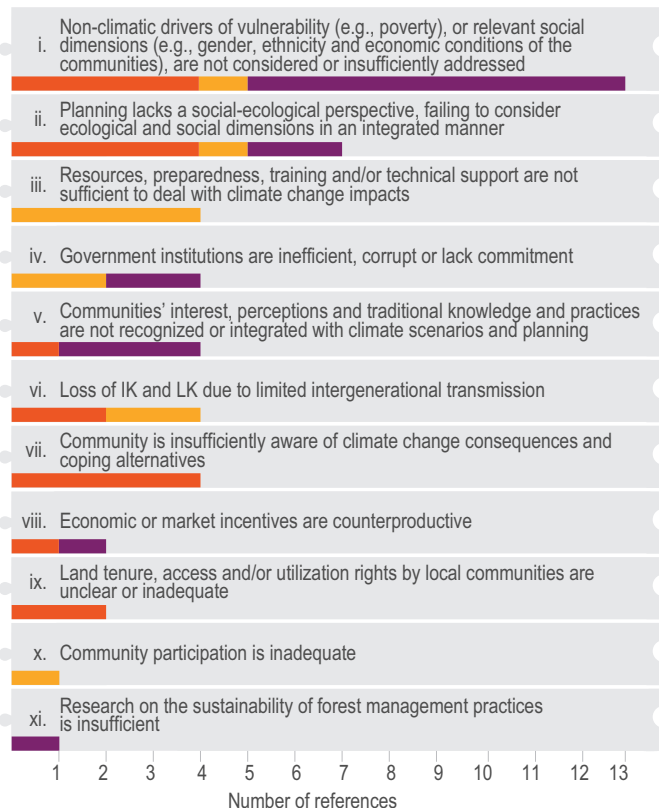 i. Non-climatic drivers of vulnerability (e.g., poverty), or relevant social
dimensions (e.g., gender, ethnicity and economic conditions of the
communities), are not considered or insufficiently addressed
ii. Planning lacks a social-ecological perspective, failing to consider
ecological and social dimensions in an integrated manner
iii. Resources, preparedness, training and/or technical support are not
sufficient to deal with climate change impacts
iv. Government institutions are inefficient, corrupt or lack commitment
v. Communities’ interest, perceptions and traditional knowledge and practices
are not recognized or integrated with climate scenarios and planning
vi. Loss of IK and LK due to limited intergenerational transmission
vii. Community is insufficiently aware of climate change consequences and
coping alternatives
viii. Economic or market incentives are counterproductive
ix. Land tenure, access and/or utilization rights by local communities are
unclear or inadequate
x. Community participation is inadequate
xi. Research on the sustainability of forest management practices
is insufficient
1 2 3 4 5 6 7 8 9 10 11 12 13
Number of references